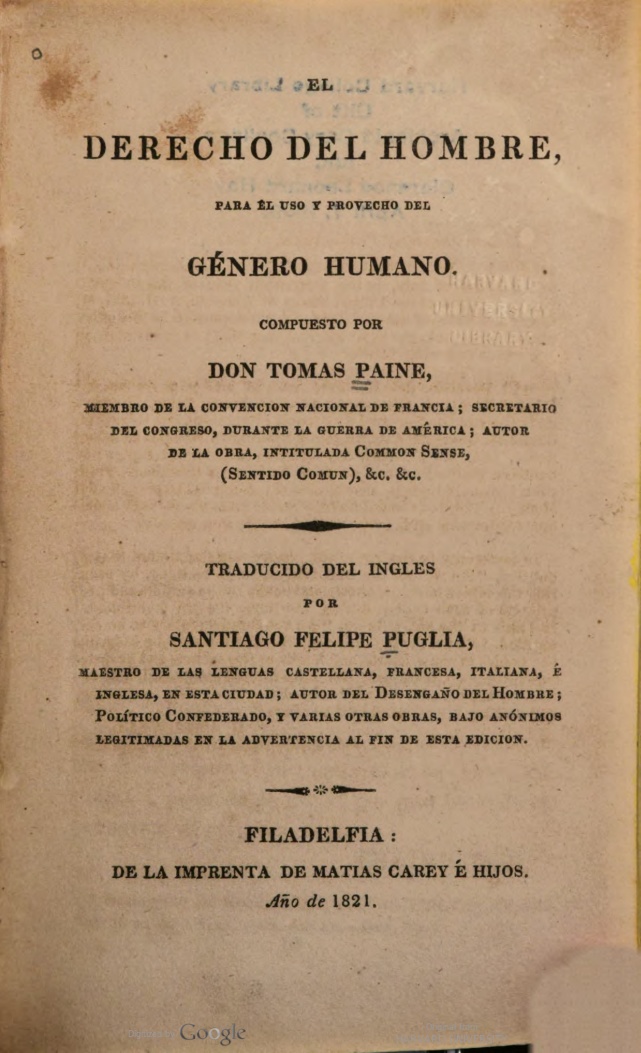 EL
DERECHO DEL HOMBRE,
PARA ÉL USO Y PROVECHO DEL
GÉNERO HUMANO.
COMPUESTO POR
DON TOMAS PAINE,
MIEMBRO DE LA CONVENCION NACIONAL DE FRANCIA; SECRETARIO
DEL CONGRESO, DURANTE LA GUERRA DE AMÉRICA; AUTOR
DE LA OBRA, INTITULADA COMMON SENSE,
(SENTIDO COMUN), &c. &c.
TRADUCIDO DEL INGLES
POR
SANTIAGO FELIPE PUGLIA,
MAESTRO DE LAS LENGUAS CASTELLANA, FRANCESA, ITALIANA, É
INGLESA, EN ESTA CIUDAD; AUTOR DEL DESENGAÑO DEL HOMBRE;
POLÍTICO CONFEDERADO, Y VARIAS OTRAS OBRAS, BAJO ANÓNIMOS
LEGITIMADAS EN LA ADVERTENCIA AL FIN DE ESTA EDICION.
FILADELFIA:
DE LA IMPRENTA DE MATIAS CAREY É HIJOS.
Año de 1821.
HARVARD
UNIVERSITY
LIBRARY
Google